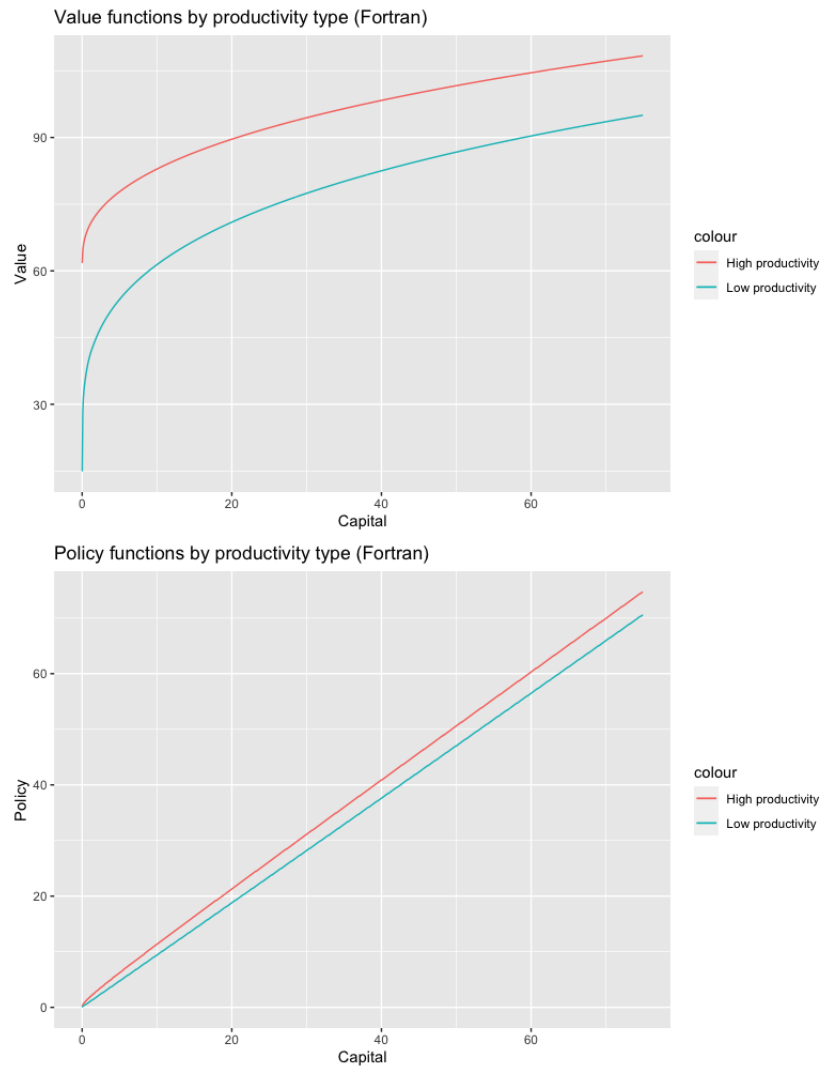 Value functions by productivity type (Fortran)
90
60
30
Value
0 20 40 60
Capital
colour
High productivity
Low productivity
Policy functions by productivity type (Fortran)
60
40
20
0
Policy
0 20 40 60
Capital
colour
High productivity
Low productivity